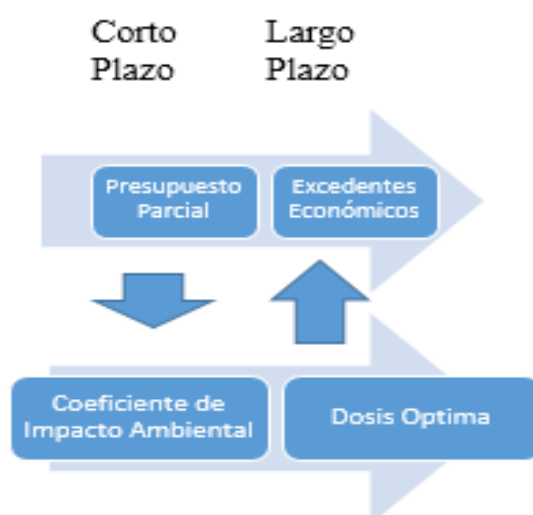 Corto
Plazo
Largo
Plazo
Presupuesto
Parcial
Excedentes
Económicos
Coeficiente de
Impacto Ambiental
Dosis Optima